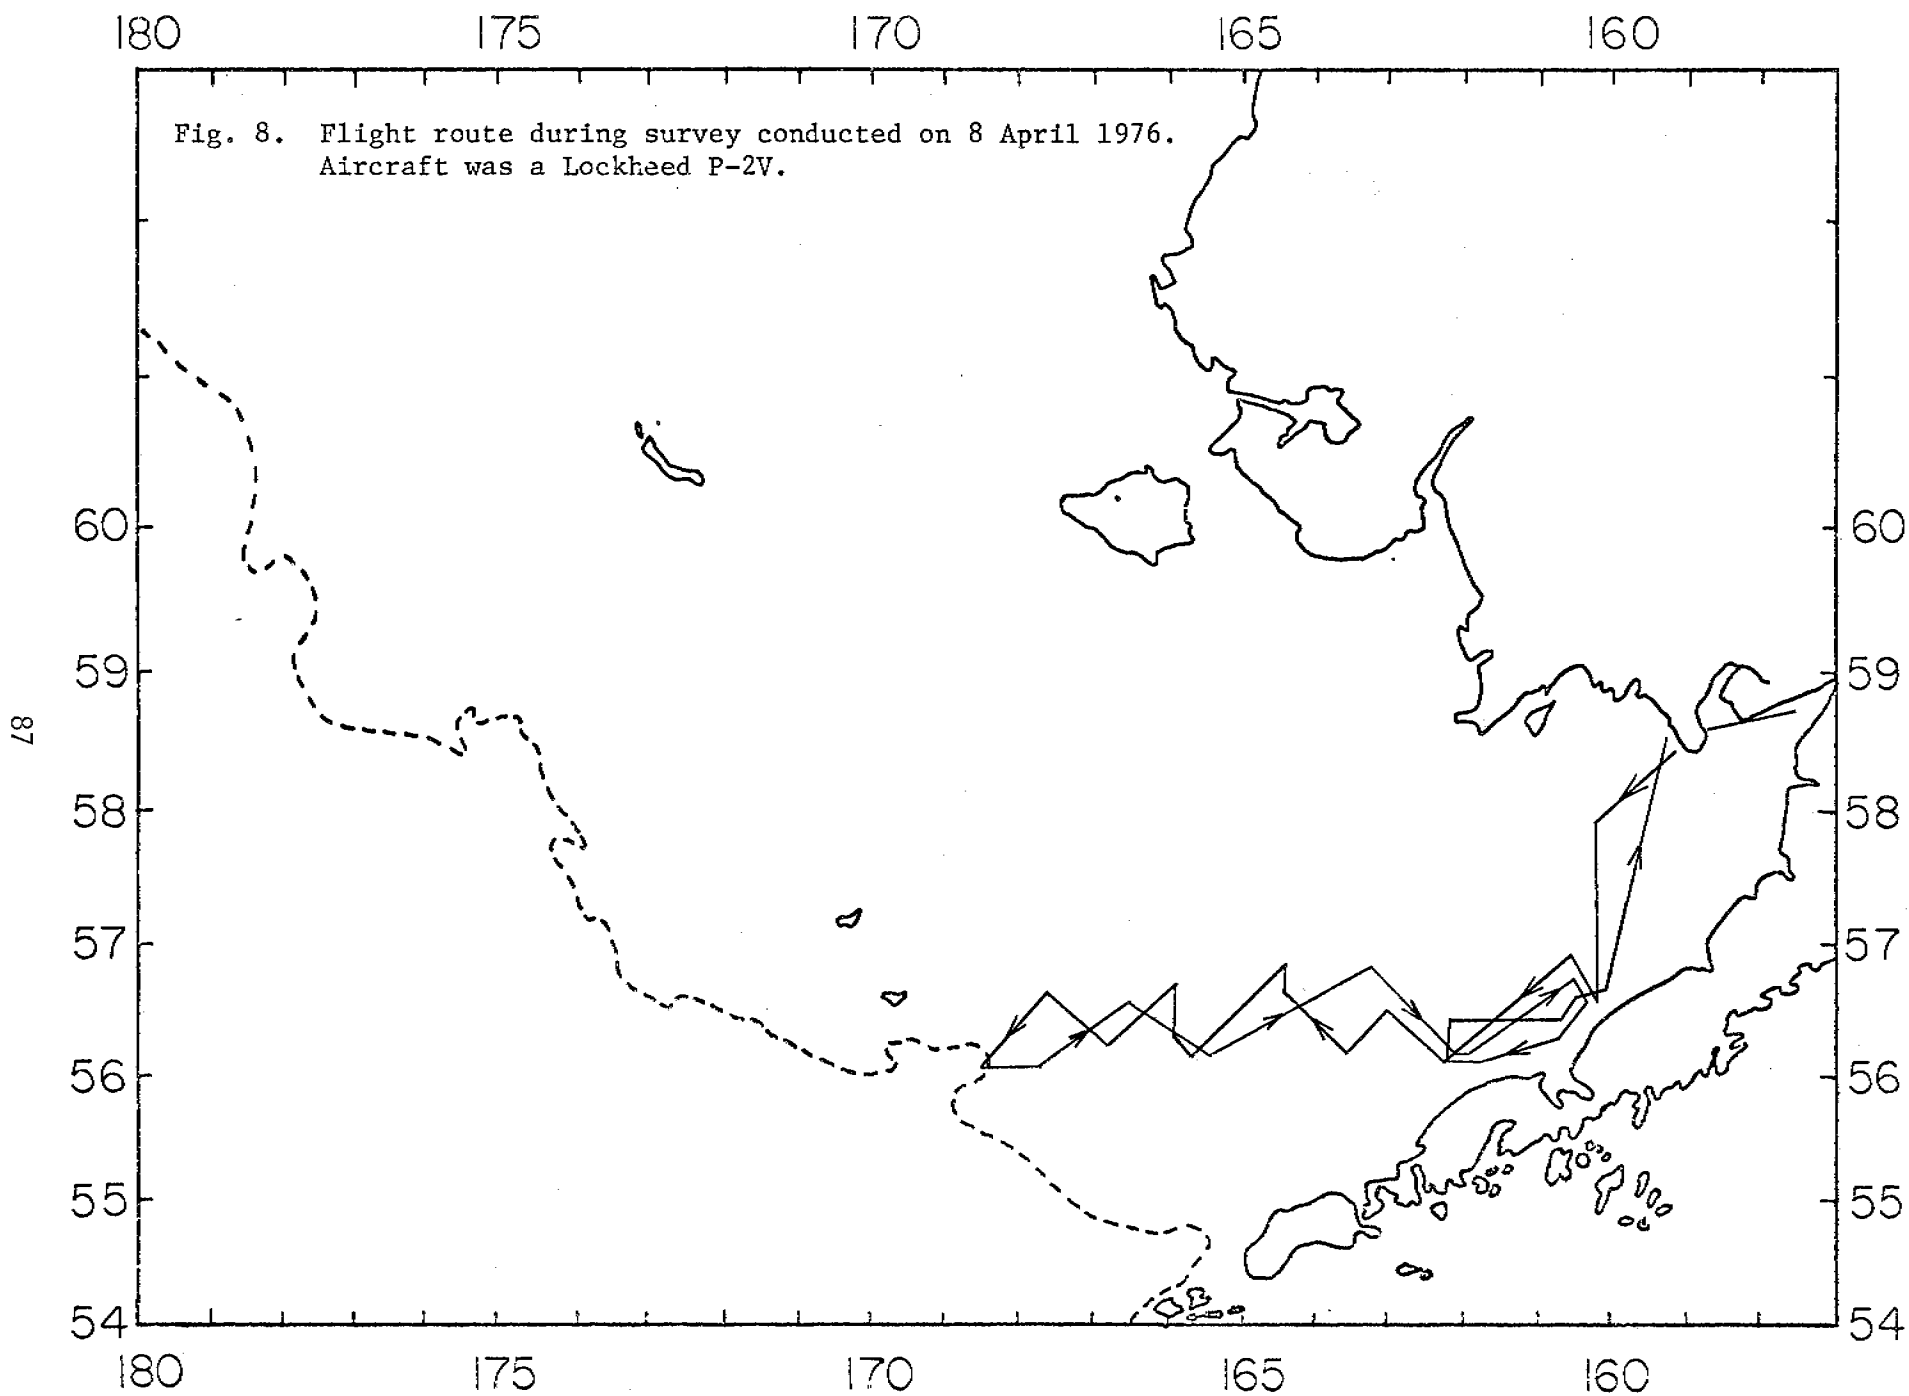 180 175 170 165 160
Fig. 8. Flight route during survey conducted on 8 April 1976.
Aircraft was a Lockheed P-2V.
60 60
59 59
87
58 58
57 57
56 56
55 55
54 54
180 175 170 165 160